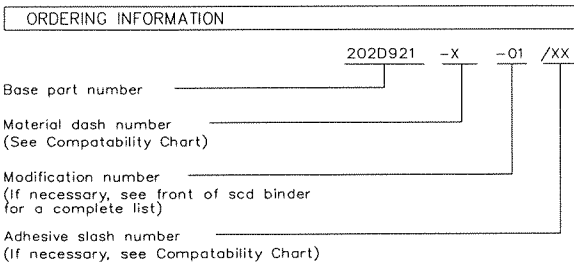 ORDERING INFORMATION
202D921 -X -01 /XX
Base part number
Material dash number
(See Compatability Chart)
Modification number
(If necessary, see front of scd binder
for a complete list)
Adhesive slash number
(If necessary, see Compatability Chart)